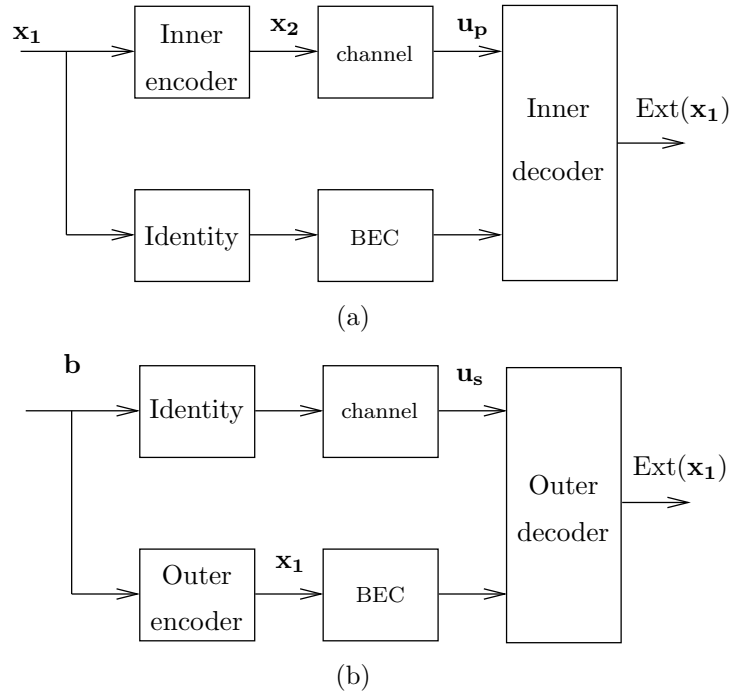 x₁
Inner
encoder
x₂
channel
uₚ
Inner
decoder
Ext(x₁)
Identity
BEC
(a)
b
Identity
channel
uₛ
Outer
decoder
Ext(x₁)
Outer
encoder
x₁
BEC
(b)